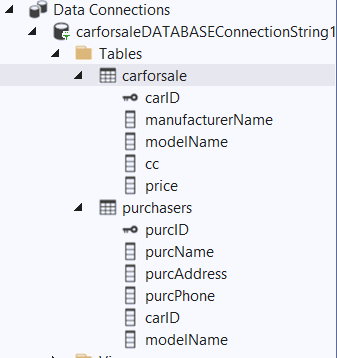 Data Connections
carforsaleDATABASEConnectionString1
Tables
carforsale
carID
manufacturerName
modelName
cc
price
purchasers
purcID
purcName
purcAddress
purcPhone
carID
modelName